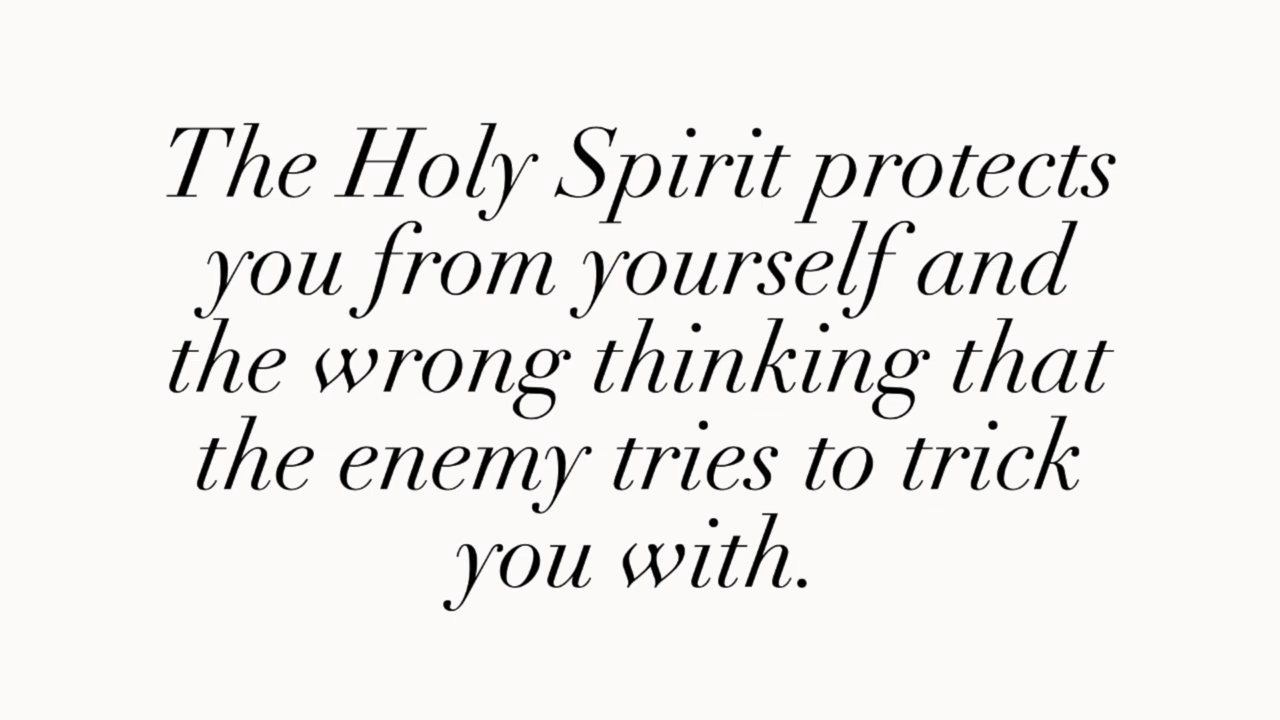 The Holy Spirit protects
you from yourself and
the wrong thinking that
the enemy tries to trick
you with.